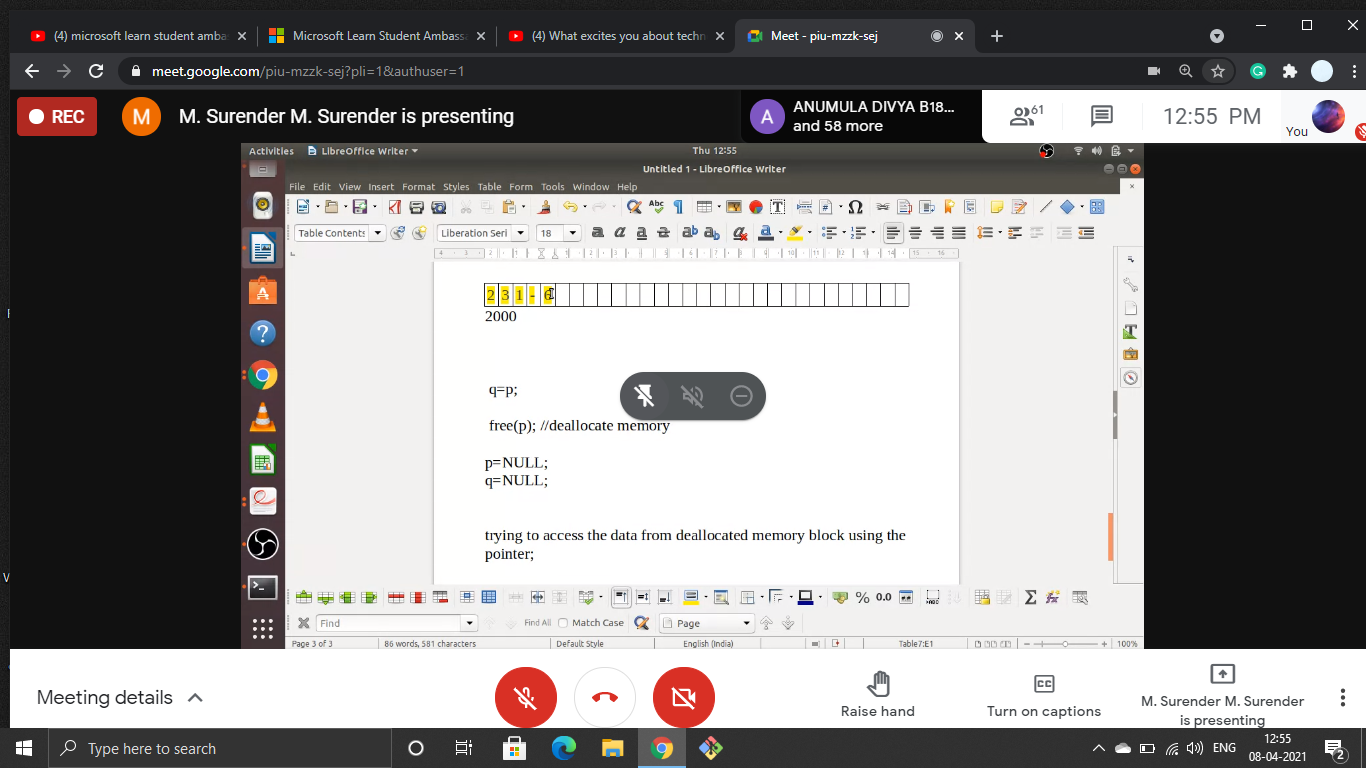 (4) microsoft learn student amba
Microsoft Learn Student Ambass
(4) What excites you about techn
Meet - piu-mzzk-sej
meet.google.com/piu-mzzk-sej?pli=1&authuser=1
REC
M
M. Surender M. Surender is presenting
A
ANUMULA DIVYA B18...
and 58 more
61
12:55 PM
You
Activities
LibreOffice Writer
Thu 12:55
Untitled 1 - LibreOffice Writer
File Edit View Insert Format Styles Table Form Tools Window Help
Table Contents
Liberation Seri
18
2 3 1 - 6
2000
q=p;
free(p); //deallocate memory
p=NULL;
q=NULL;
trying to access the data from deallocated memory block using the
pointer;
% 0.0
Find
Find All
Match Case
Page
Page 3 of 3
86 words, 581 characters
Default Style
English (India)
Table7:E1
100%
Meeting details
Raise hand
Turn on captions
M. Surender M. Surender
is presenting
Type here to search
ENG
12:55
08-04-2021
2